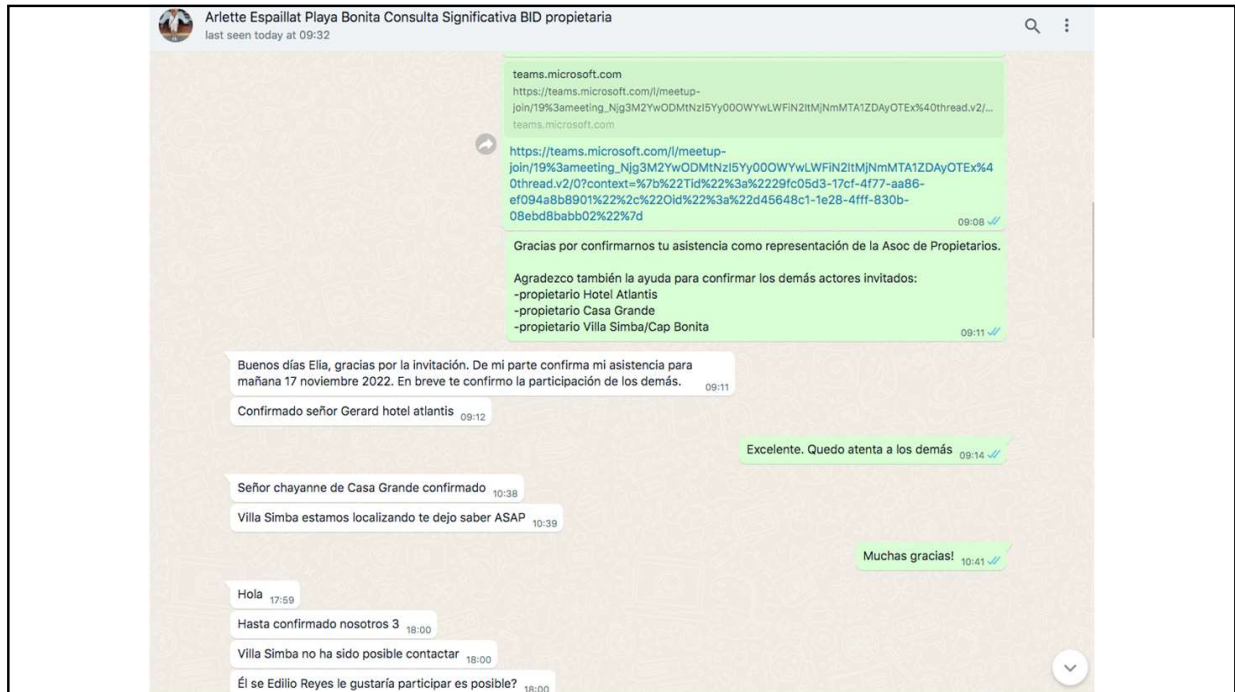 Arlette Espaillat Playa Bonita Consulta Significativa BID propietaria
last seen today at 09:32
teams.microsoft.com
https://teams.microsoft.com/l/meetup-
join/19%3ameeting_Njg3M2YwODMtNzI5Yy00OWYwLWFiN2ItMjNmMTA1ZDAyOTEx%40thread.v2/...
teams.microsoft.com
https://teams.microsoft.com/l/meetup-
join/19%3ameeting_Njg3M2YwODMtNzI5Yy00OWYwLWFiN2ItMjNmMTA1ZDAyOTEx%4
0thread.v2/0?context=%7b%22Tid%22%3a%2229fc05d3-17cf-4f77-aa86-
ef094a8b8901%22%2c%22Oid%22%3a%22d45648c1-1e28-4fff-830b-
08ebd8babb02%22%7d
09:08
Gracias por confirmarnos tu asistencia como representación de la Asoc de Propietarios.
Agradezco también la ayuda para confirmar los demás actores invitados:
-propietario Hotel Atlantis
-propietario Casa Grande
-propietario Villa Simba/Cap Bonita
09:11
Buenos días Elia, gracias por la invitación. De mi parte confirma mi asistencia para
mañana 17 noviembre 2022. En breve te confirmo la participación de los demás. 09:11
Confirmado señor Gerard hotel atlantis 09:12
Excelente. Quedo atenta a los demás 09:14
Señor chayanne de Casa Grande confirmado 10:38
Villa Simba estamos localizando te dejo saber ASAP 10:39
Muchas gracias! 10:41
Hola 17:59
Hasta confirmado nosotros 3 18:00
Villa Simba no ha sido posible contactar 18:00
Él se Edilio Reyes le gustaría participar es posible? 18:00